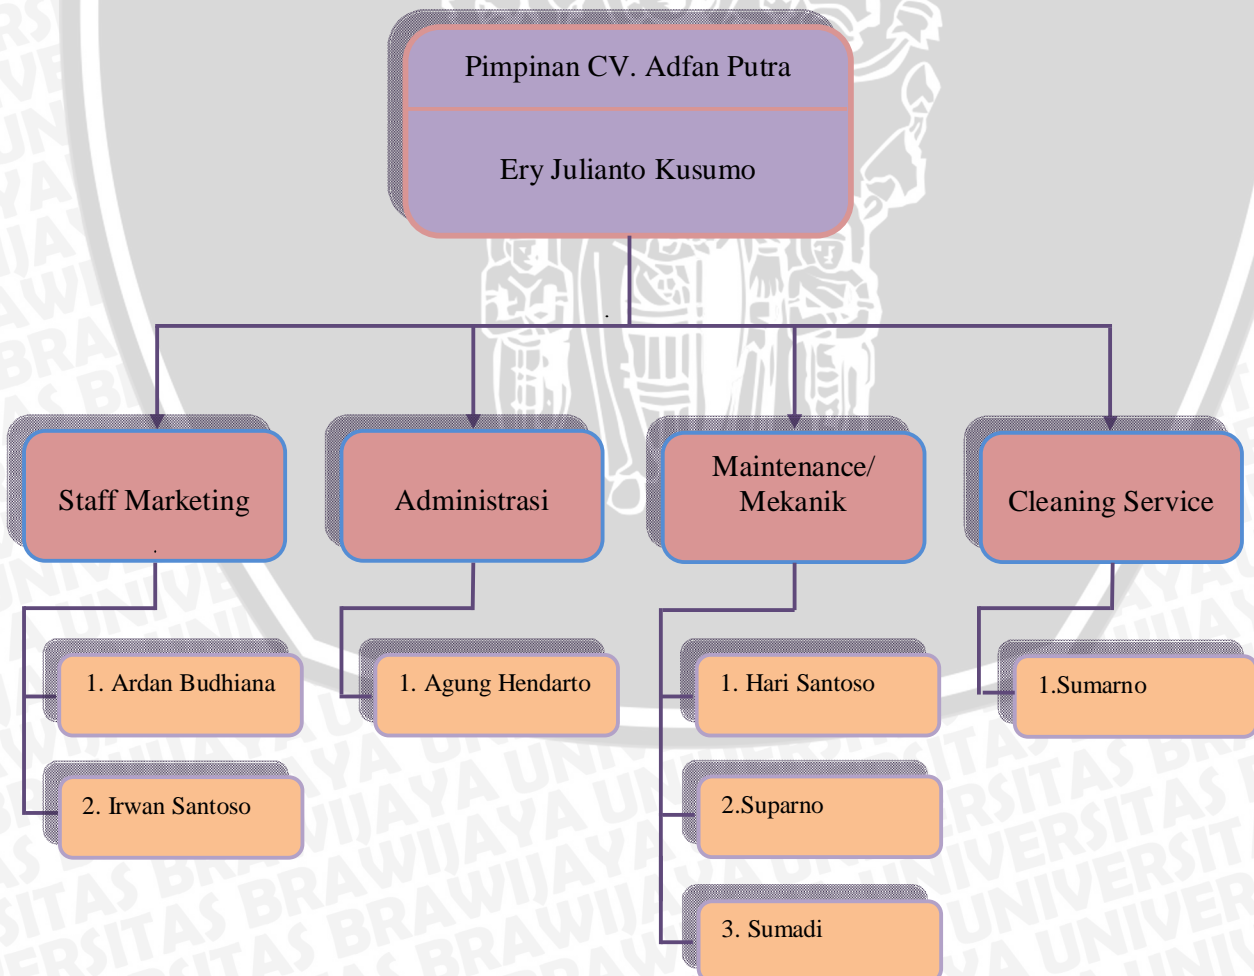 Pimpinan CV. Adfan Putra
Ery Julianto Kusumo
Staff Marketing
Administrasi
Maintenance/
Mekanik
Cleaning Service
1. Ardan Budhiana
2. Irwan Santoso
1. Agung Hendarto
1. Hari Santoso
2.Suparno
3. Sumadi
1.Sumarno